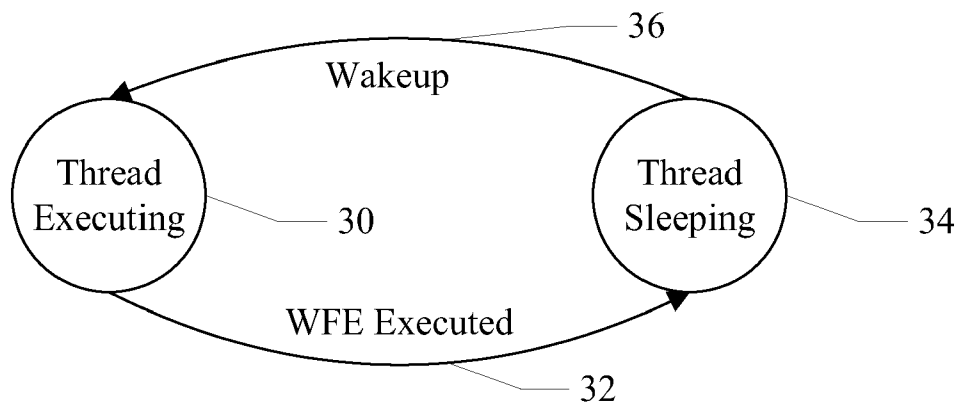 36
Wakeup
Thread
Executing
30
Thread
Sleeping
34
WFE Executed
32